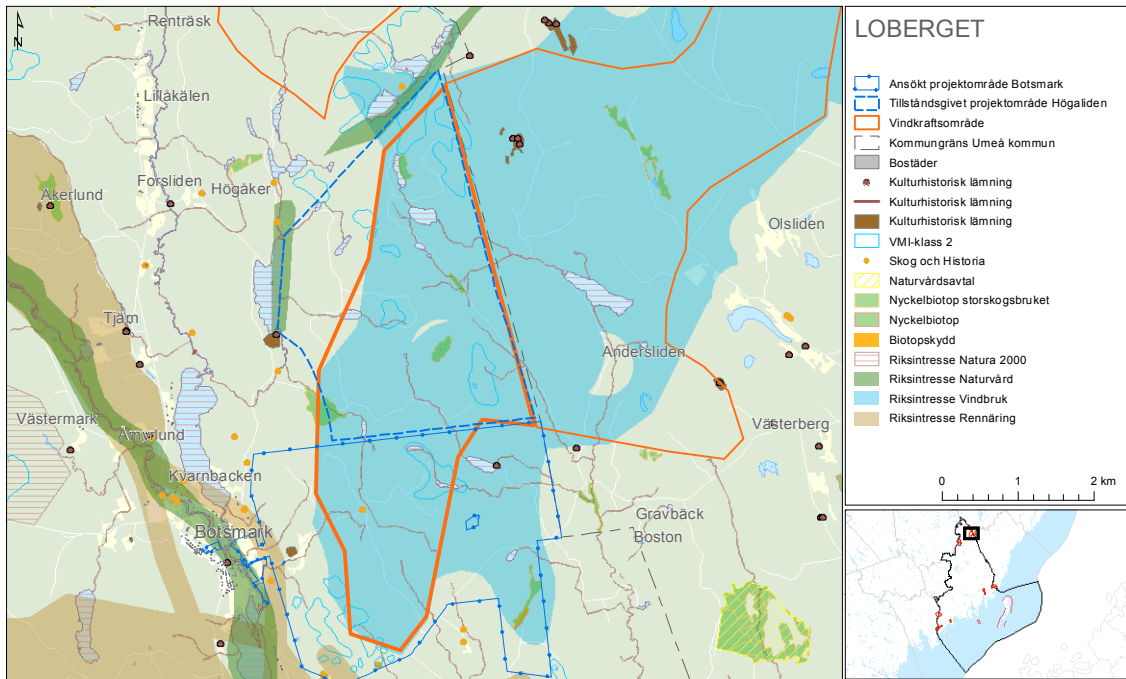 Renträsk
Lillåkälen
Forsliden
Högåker
Åkerlund
Tjärn
Västermark
Åmyrlund
Kvarnbacken
Botsmark
Olsliden
Andersliden
Västerberg
Gravbäck
Boston
LOBERGET
Ansökt projektområde Botsmark
Tillståndsgivet projektområde Högaliden
Vindkraftsområde
Kommungräns Umeå kommun
Bostäder
Kulturhistorisk lämning
Kulturhistorisk lämning
Kulturhistorisk lämning
VMI-klass 2
Skog och Historia
Naturvårdsavtal
Nyckelbiotop storskogsbruket
Nyckelbiotop
Biotopskydd
Riksintresse Natura 2000
Riksintresse Naturvård
Riksintresse Vindbruk
Riksintresse Rennäring
0 1 2 km